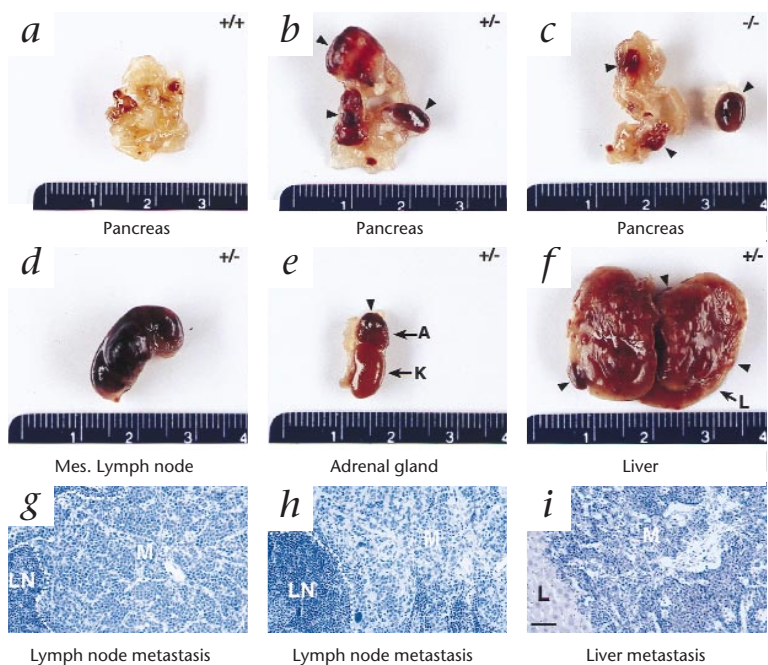 a +/+ b +/- c -/-
1 2 3 1 2 3 1 2 3 4
Pancreas Pancreas Pancreas
d +/- e +/- f +/-
A
K
L
1 2 3 4 1 2 3 4 1 2 3 4
Mes. Lymph node Adrenal gland Liver
g h i
M M M
LN LN L
Lymph node metastasis Lymph node metastasis Liver metastasis